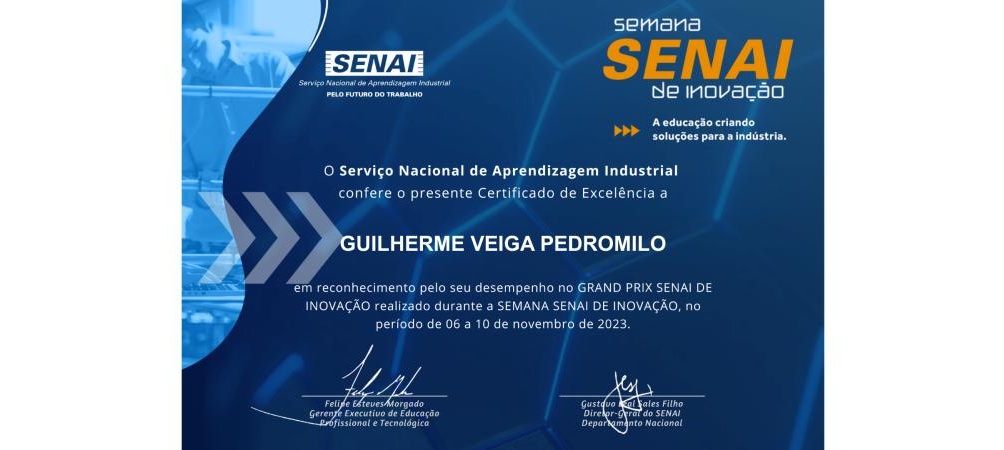 SENAI
Serviço Nacional de Aprendizagem Industrial
PELO FUTURO DO TRABALHO
semana
SENAI
de inovação
A educação criando
soluções para a indústria.
O Serviço Nacional de Aprendizagem Industrial
confere o presente Certificado de Excelência a
GUILHERME VEIGA PEDROMILO
em reconhecimento pelo seu desempenho no GRAND PRIX SENAI DE
INOVAÇÃO realizado durante a SEMANA SENAI DE INOVAÇÃO, no
período de 06 a 10 de novembro de 2023.
Felipe Esteves Morgado
Gerente Executivo de Educação
Profissional e Tecnológica
Gustavo Leal Sales Filho
Diretor-Geral do SENAI
Departamento Nacional